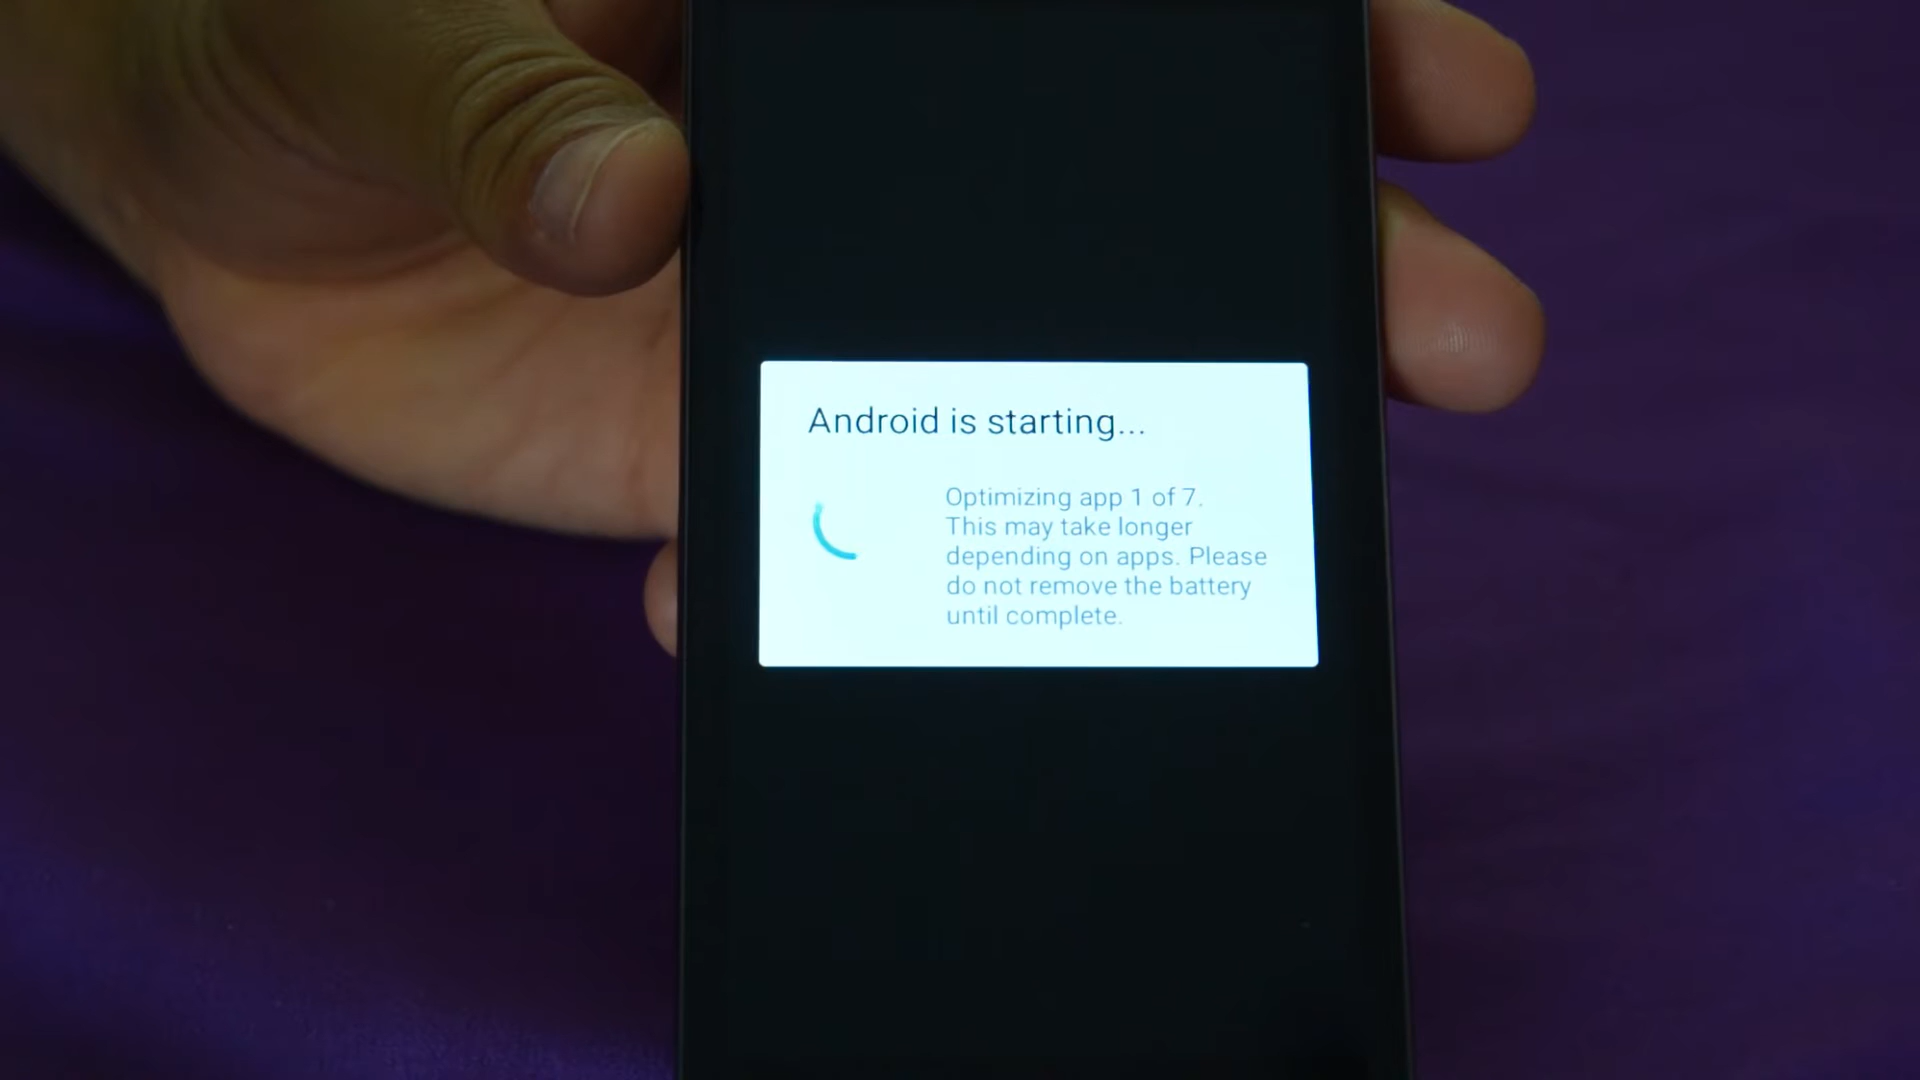 Android is starting...
Optimizing app 1 of 7.
This may take longer
depending on apps. Please
do not remove the battery
until complete.